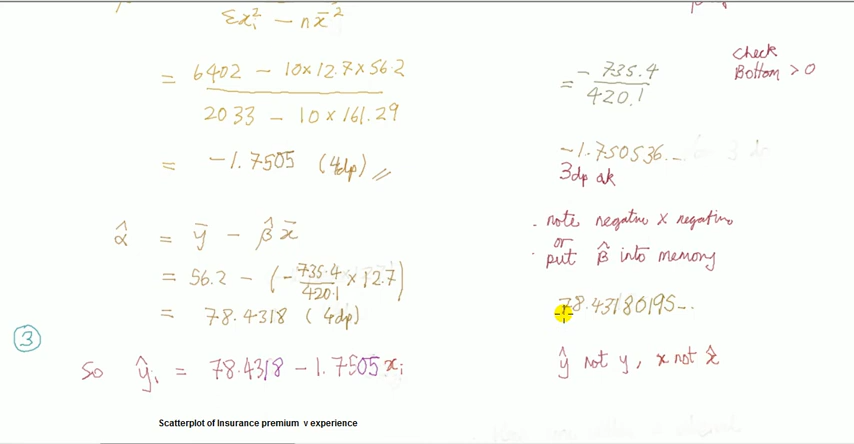 Σxᵢ² − nx̄²
= 6402 − 10×12.7×56.2
2033 − 10×161.29
= −735.4
420.1
check
Bottom > 0
= −1.7505 (4dp) //
−1.750536...
3dp ok
α̂ = ȳ − β̂x̄
= 56.2 − (−735.4/420.1 × 12.7)
= 78.4318 (4dp)
· note negative × negative
or
· put β̂ into memory
78.43180195...
③
So ŷᵢ = 78.4318 − 1.7505xᵢ
ŷ not y, x not x̂
Scatterplot of Insurance premium v experience